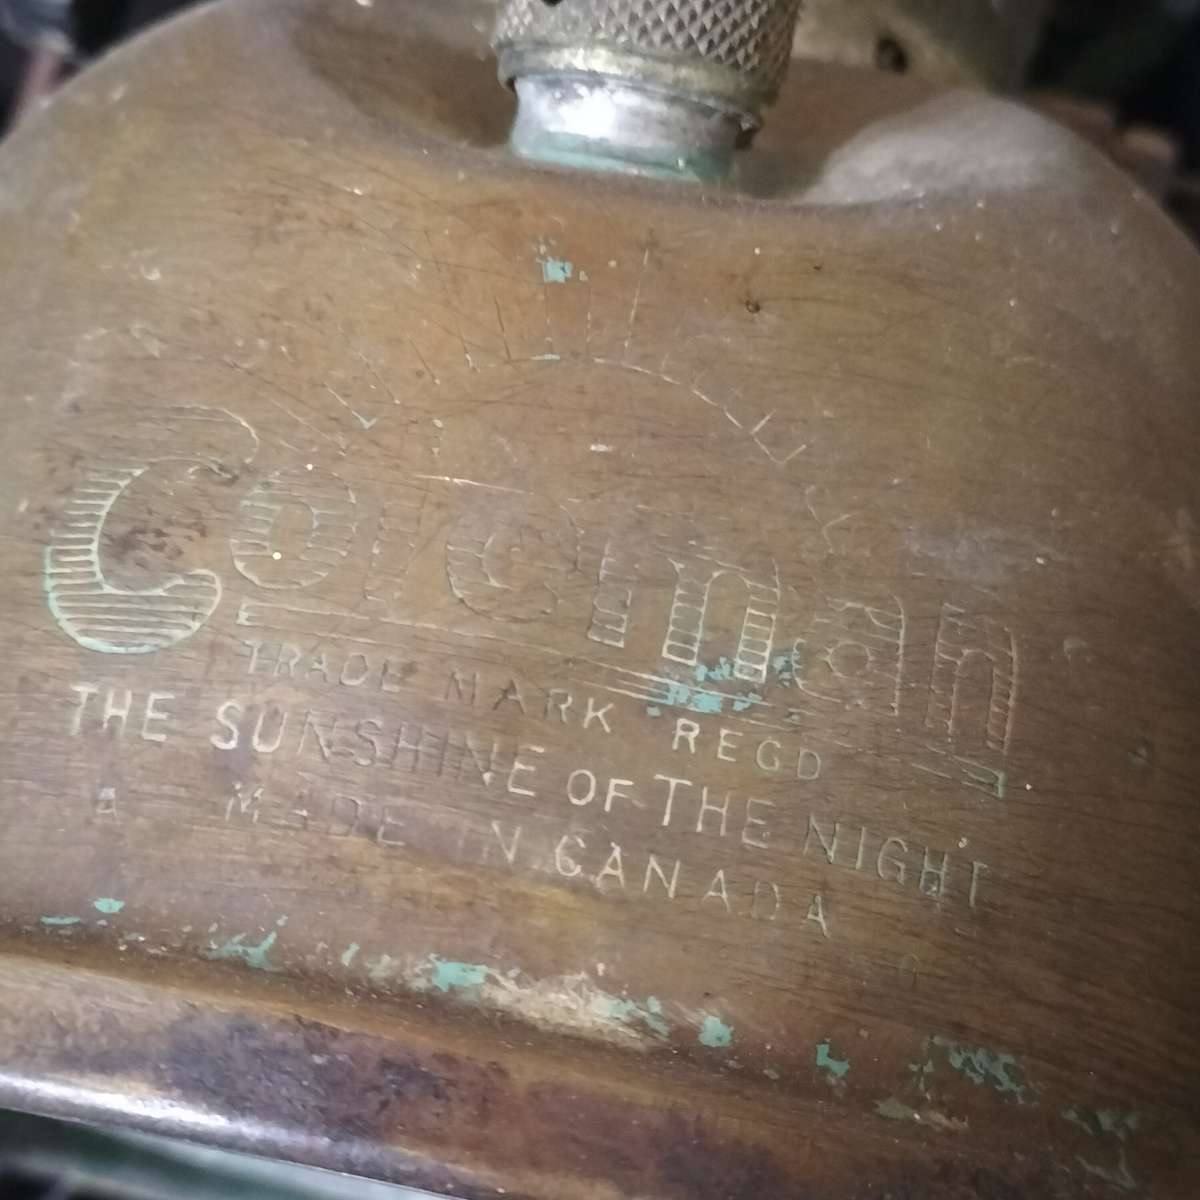 Coleman
TRADE MARK REGD
THE SUNSHINE OF THE NIGHT
A MADE IN CANADA